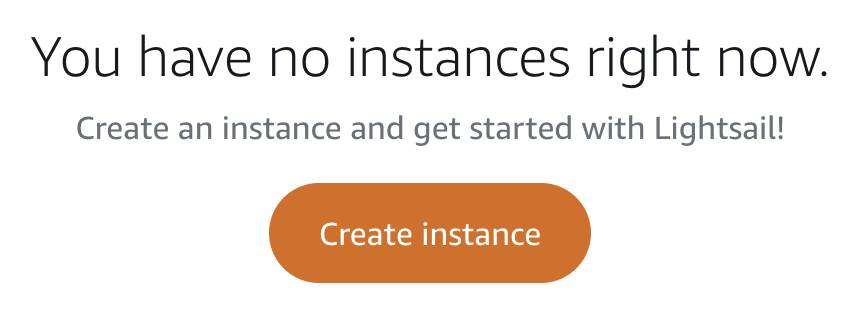 You have no instances right now.
Create an instance and get started with Lightsail!
Create instance